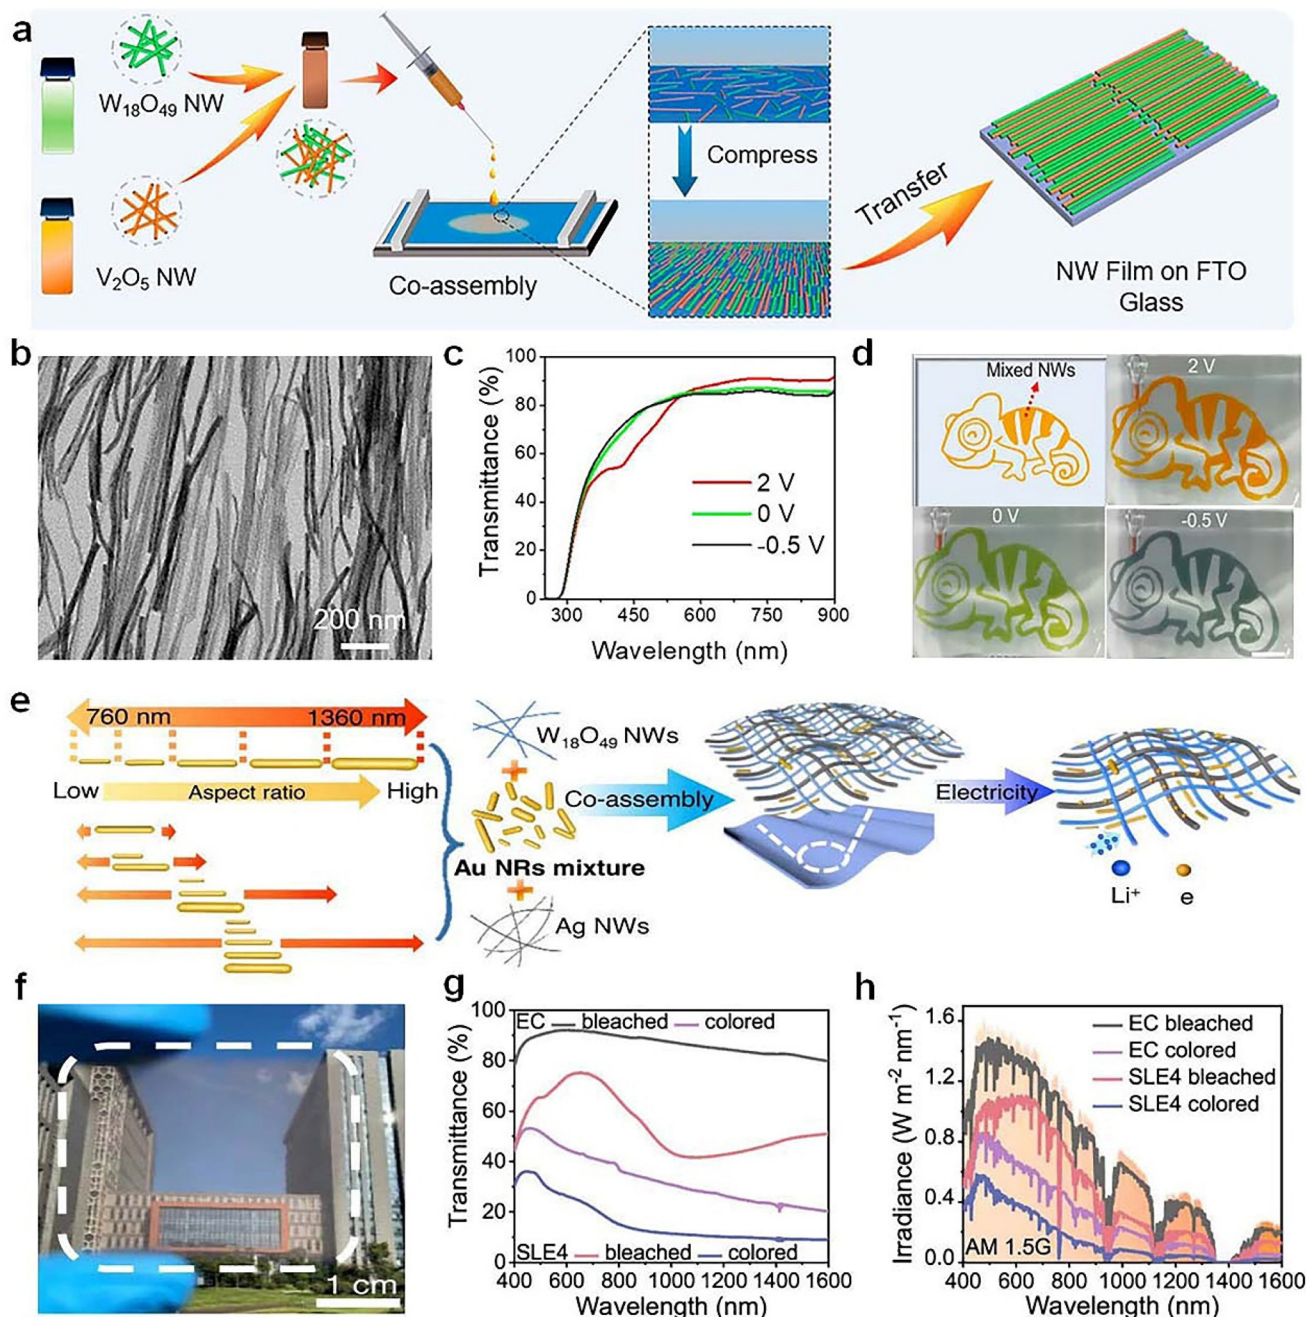 a
W18O49 NW
V2O5 NW
Co-assembly
Compress
Transfer
NW Film on FTO
Glass
b
200 nm
c
Transmittance (%)
100
80
60
40
20
0
2 V
0 V
-0.5 V
300
450
600
750
900
Wavelength (nm)
d
Mixed NWs
2 V
0 V
-0.5 V
e
760 nm
1360 nm
Low
Aspect ratio
High
W18O49 NWs
Au NRs mixture
Ag NWs
Co-assembly
Electricity
Li+
e
f
1 cm
g
Transmittance (%)
100
80
60
40
20
0
EC bleached colored
SLE4 bleached colored
400
600
800
1000
1200
1400
1600
Wavelength (nm)
h
Irradiance (W m-2 nm-1)
1.6
1.2
0.8
0.4
0.0
EC bleached
EC colored
SLE4 bleached
SLE4 colored
AM 1.5G
400
600
800
1000
1200
1400
1600
Wavelength (nm)